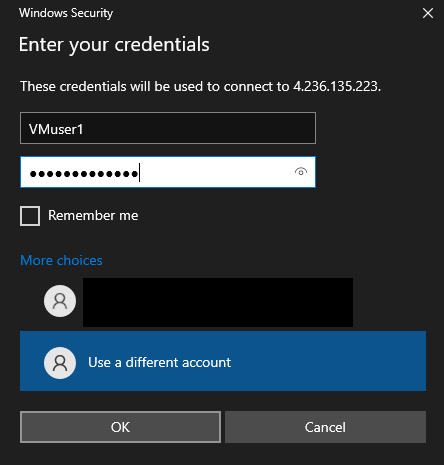 Windows Security
Enter your credentials
These credentials will be used to connect to 4.236.135.223.
VMuser1
●●●●●●●●●●●●●
Remember me
More choices
Use a different account
OK
Cancel